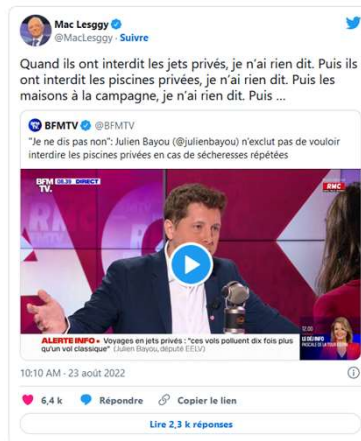 Mac Lesggy
@MacLesggy · Suivre
Quand ils ont interdit les jets privés, je n'ai rien dit. Puis ils
ont interdit les piscines privées, je n'ai rien dit. Puis les
maisons à la campagne, je n'ai rien dit. Puis ...
BFMTV @BFMTV
"Je ne dis pas non": Julien Bayou (@julienbayou) n'exclut pas de vouloir
interdire les piscines privées en cas de sécheresses répétées
BFM TV. 08.39 DIRECT
RMC
ALERTE INFO Voyages en jets privés : "ces vols polluent dix fois plus
qu'un vol classique" (Julien Bayou, député EELV)
12:00
10:10 AM · 23 août 2022
6,4 k Répondre Copier le lien
Lire 2,3 k réponses